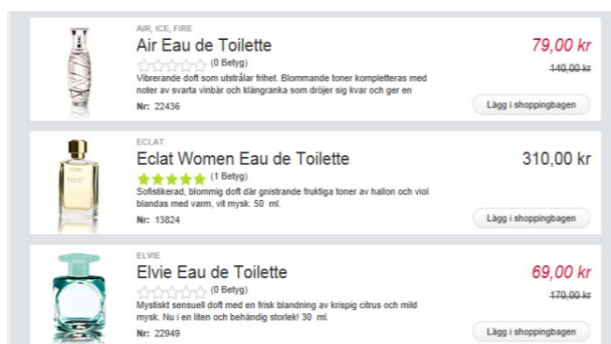 AIR, ICE, FIRE
Air Eau de Toilette
79,00 kr
(0 Betyg)
140,00 kr
Vibrerande doft som utstrålar frihet. Blommande toner kompletteras med
noter av svarta vinbär och klängranka som dröjer sig kvar och ger en
Nr: 22436
Lägg i shoppingbagen
ECLAT
Eclat Women Eau de Toilette
310,00 kr
(1 Betyg)
Sofistikerad, blommig doft där gnistrande fruktiga toner av hallon och viol
blandas med varm, vit mysk. 50 ml.
Nr: 13824
Lägg i shoppingbagen
ELVIE
Elvie Eau de Toilette
69,00 kr
(0 Betyg)
170,00 kr
Mystiskt sensuell doft med en frisk blandning av krispig citrus och mild
mysk. Nu i en liten och behändig storlek! 30 ml.
Nr: 22949
Lägg i shoppingbagen